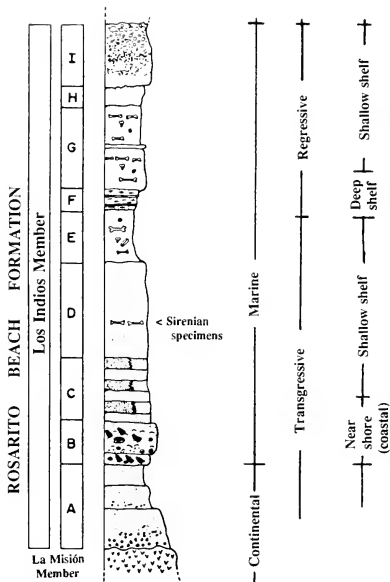 ROSARITO BEACH FORMATION
Los Indios Member
La Misión
Member
I
H
G
F
E
D
C
B
A
< Sirenian
specimens
Continental
Marine
Transgressive
Regressive
Near
shore
(coastal)
Shallow shelf
Deep
shelf
Shallow shelf